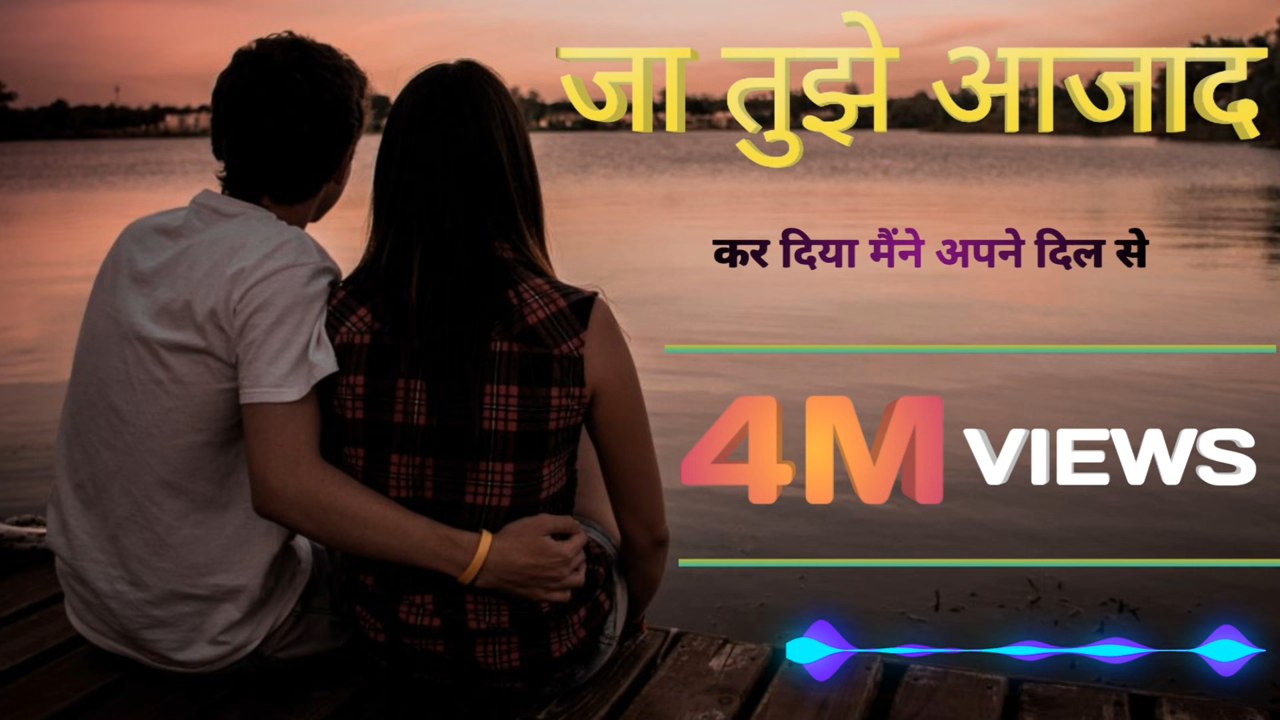 जा तुझे आजाद
कर दिया मैंने अपने दिल से
4M VIEWS